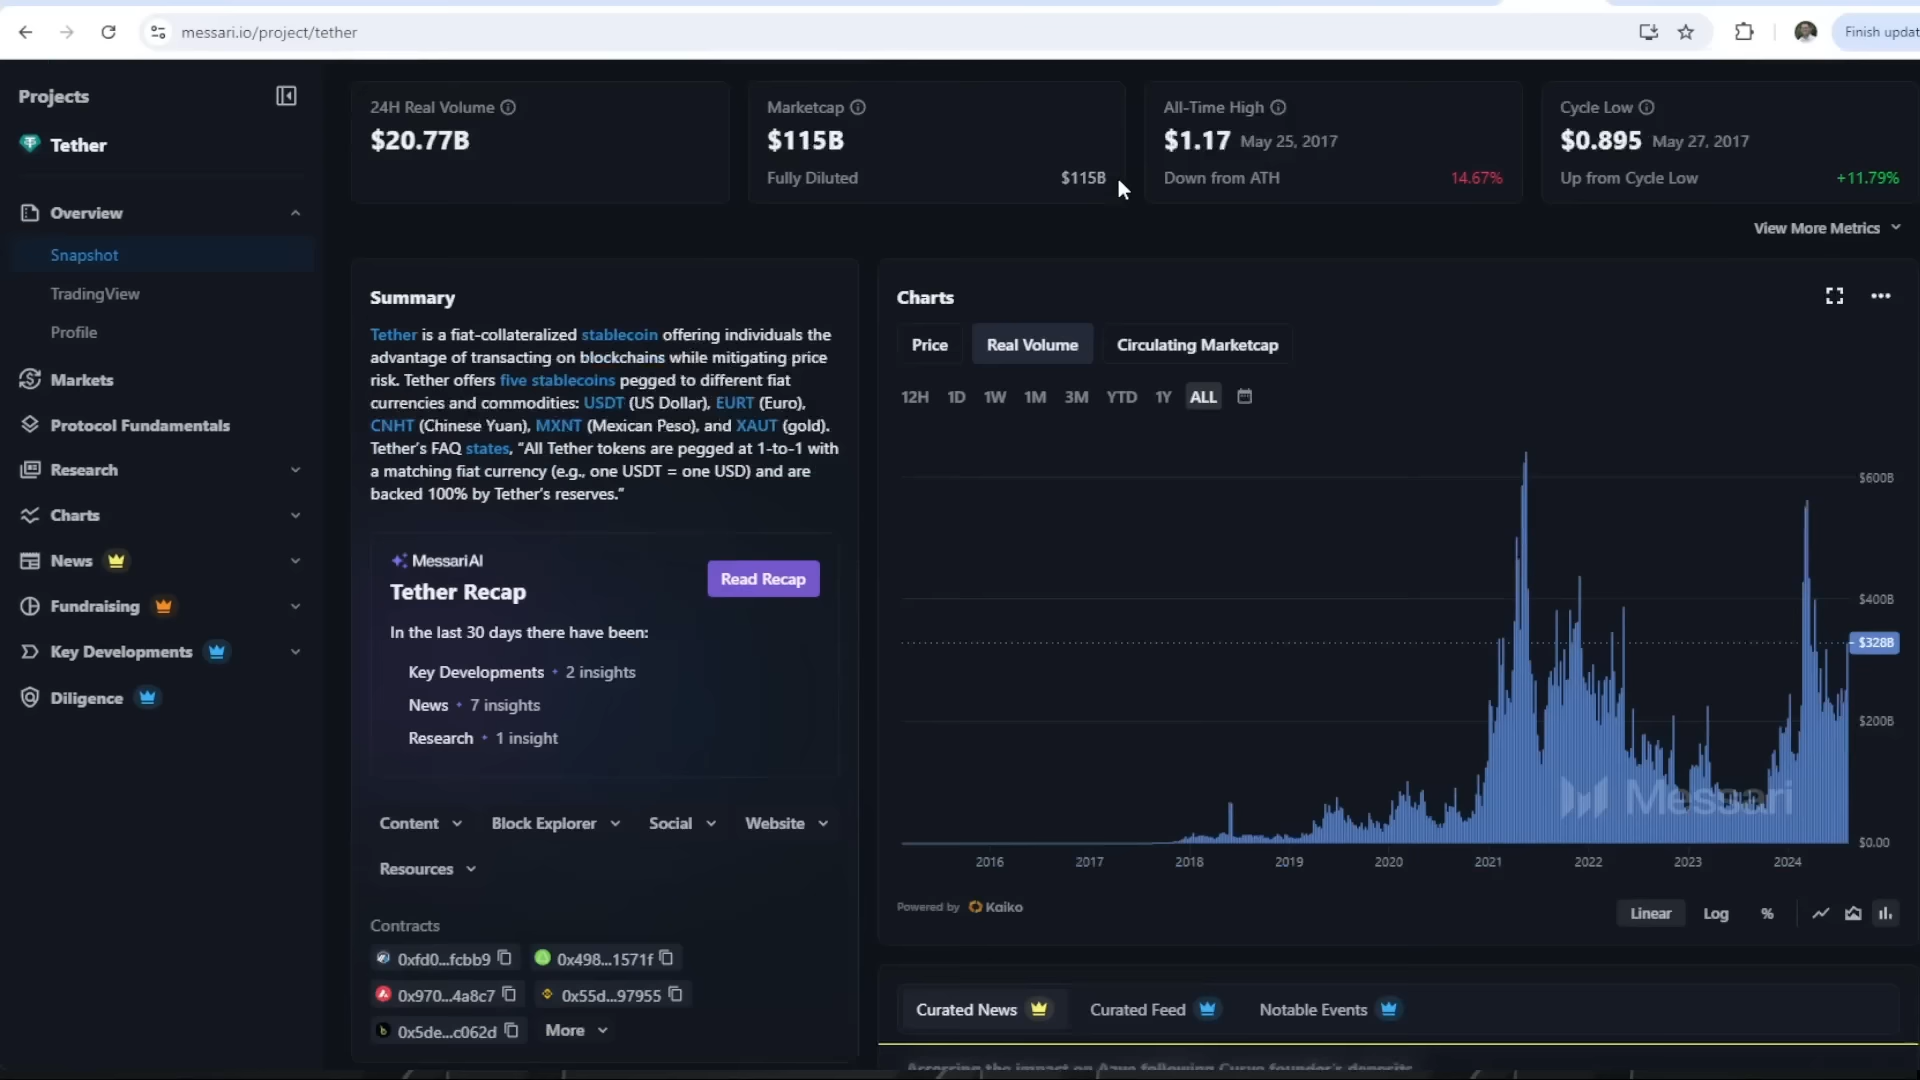 messari.io/project/tether
Finish updat
Projects
Tether
Overview
Snapshot
TradingView
Profile
Markets
Protocol Fundamentals
Research
Charts
News
Fundraising
Key Developments
Diligence
24H Real Volume
$20.77B
Marketcap
$115B
Fully Diluted $115B
All-Time High
$1.17 May 25, 2017
Down from ATH 14.67%
Cycle Low
$0.895 May 27, 2017
Up from Cycle Low +11.79%
View More Metrics
Summary
Tether is a fiat-collateralized stablecoin offering individuals the
advantage of transacting on blockchains while mitigating price
risk. Tether offers five stablecoins pegged to different fiat
currencies and commodities: USDT (US Dollar), EURT (Euro),
CNHT (Chinese Yuan), MXNT (Mexican Peso), and XAUT (gold).
Tether's FAQ states, “All Tether tokens are pegged at 1-to-1 with
a matching fiat currency (e.g., one USDT = one USD) and are
backed 100% by Tether's reserves.”
MessariAI
Tether Recap
Read Recap
In the last 30 days there have been:
Key Developments • 2 insights
News • 7 insights
Research • 1 insight
Content Block Explorer Social Website
Resources
Contracts
0xfd0...fcbb9 0x498...1571f
0x970...4a8c7 0x55d...97955
0x5de...c062d More
Charts
Price Real Volume Circulating Marketcap
12H 1D 1W 1M 3M YTD 1Y ALL
$600B
$400B
$328B
$200B
$0.00
Messari
2016 2017 2018 2019 2020 2021 2022 2023 2024
Powered by Kaiko
Linear Log %
Curated News Curated Feed Notable Events
Assessing the impact on Aave following Curve founder's deposits